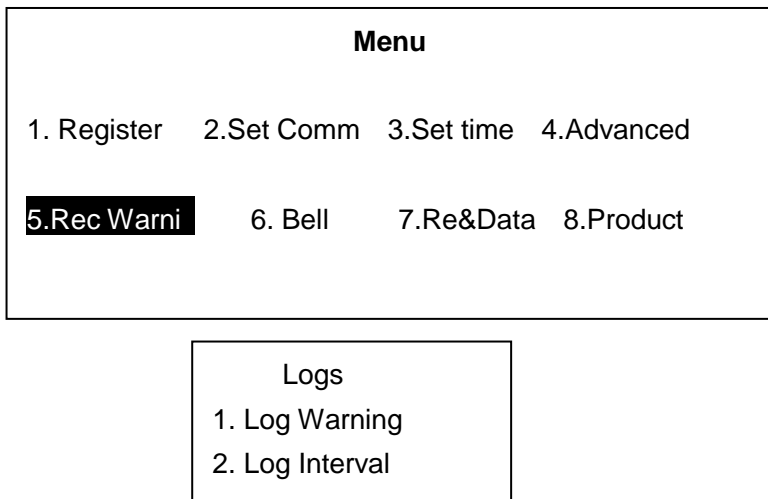 Menu
1. Register 2.Set Comm 3.Set time 4.Advanced
5.Rec Warni 6. Bell 7.Re&Data 8.Product
Logs
1. Log Warning
2. Log Interval